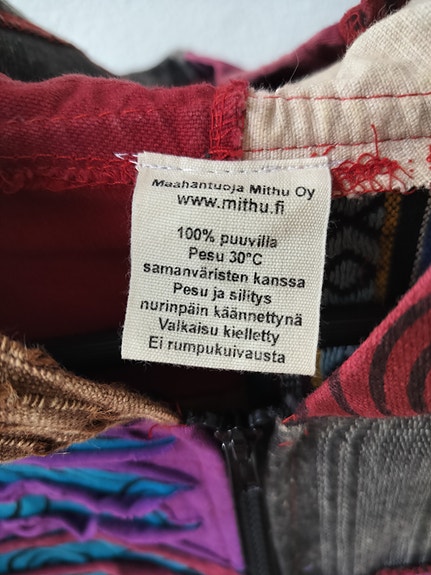 Maahantuoja Mithu Oy
www.mithu.fi
100% puuvilla
Pesu 30°C
samanväristen kanssa
Pesu ja silitys
nurinpäin käännettynä
Valkaisu kielletty
Ei rumpukuivausta